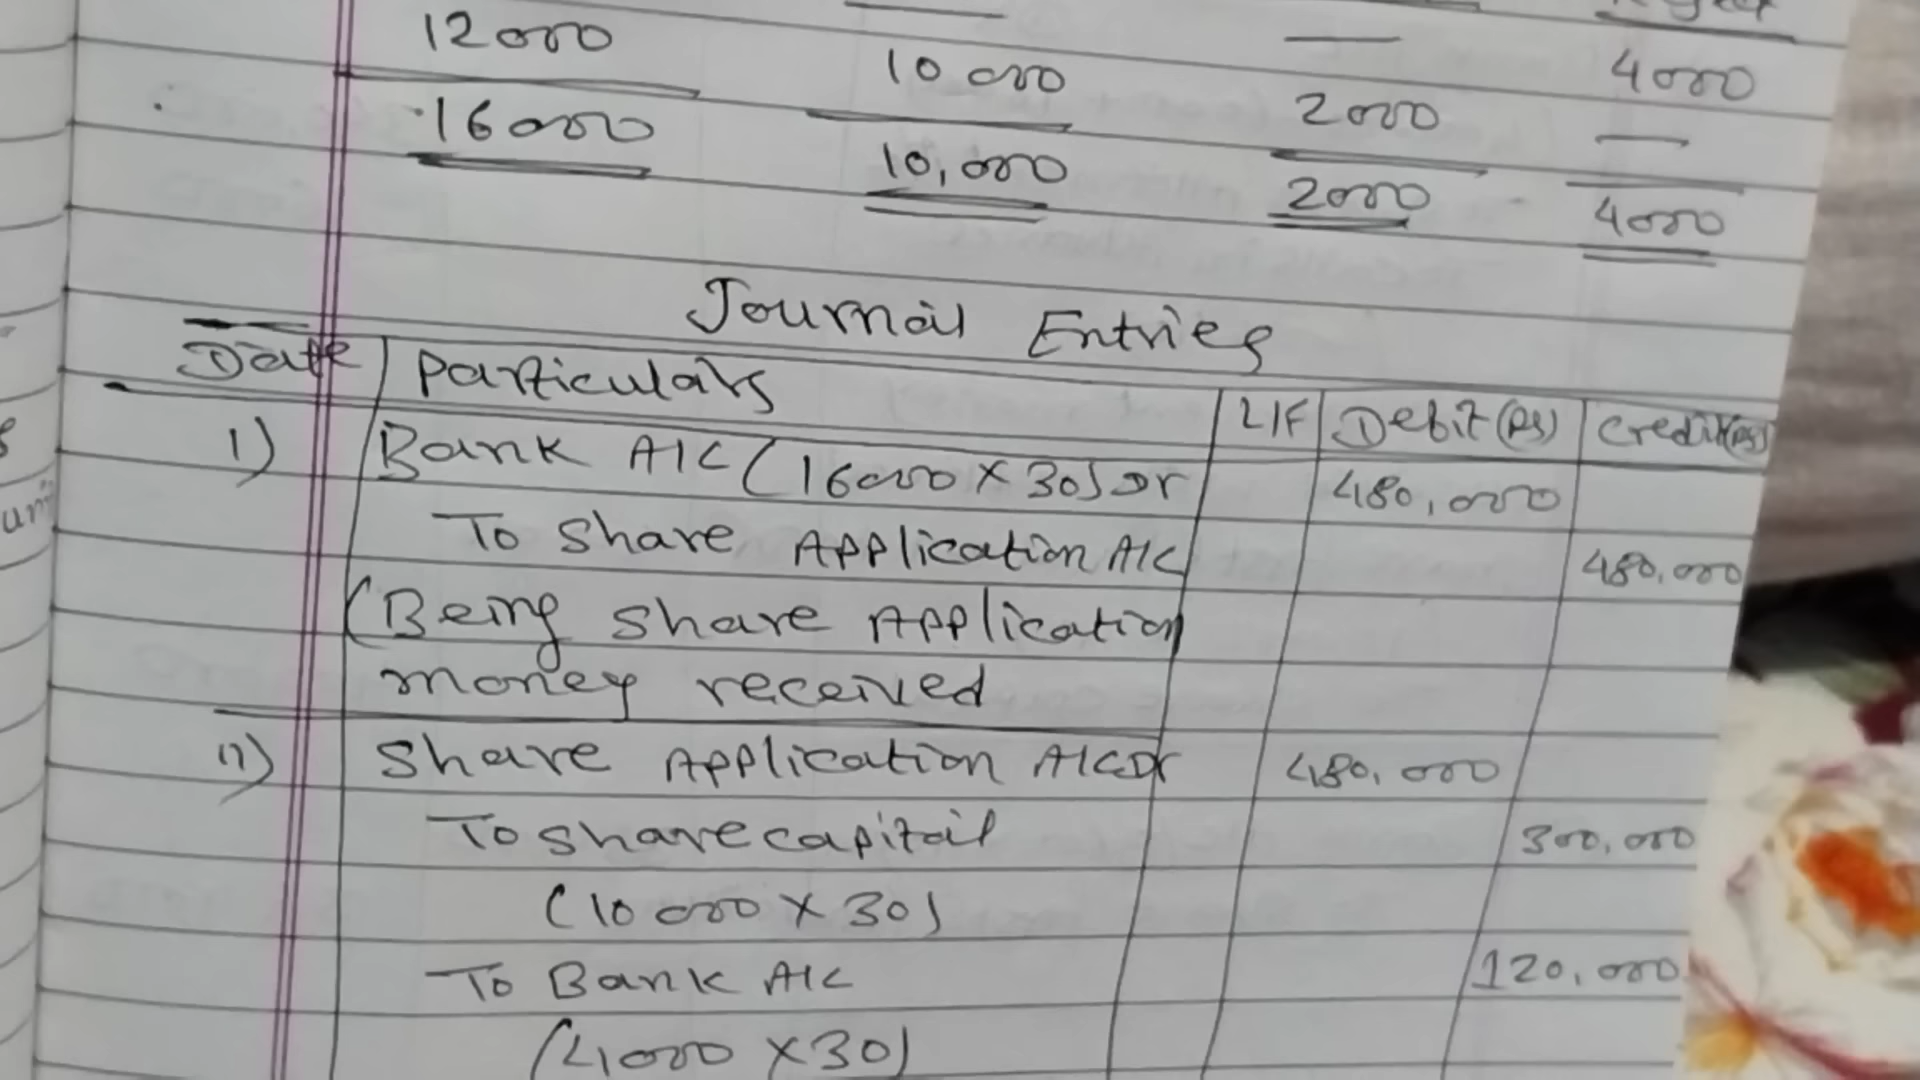 12000 10000 — 4000
16000 10,000 2000 —
2000 4000
Journal Entries
Date Particulars L/F Debit (Rs) Credit (Rs)
1) Bank A/C (16000 X 30) Dr 480,000
To Share Application A/C 480,000
(Being Share Application
money received
11) Share Application A/C Dr 480,000
To share capital 300,000
(10000 X 30)
To Bank A/C 120,000
(4000 X 30)